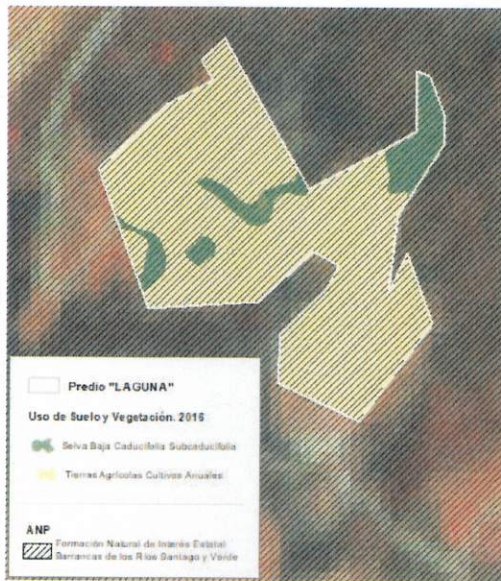 Predio "LAGUNA"
Uso de Suelo y Vegetación. 2016
Selva Baja Caducifolia Subcaducifolia
Tierras Agrícolas Cultivos Anuales
ANP
Formación Natural de Interés Estatal
Barrancas de los Ríos Santiago y Verde